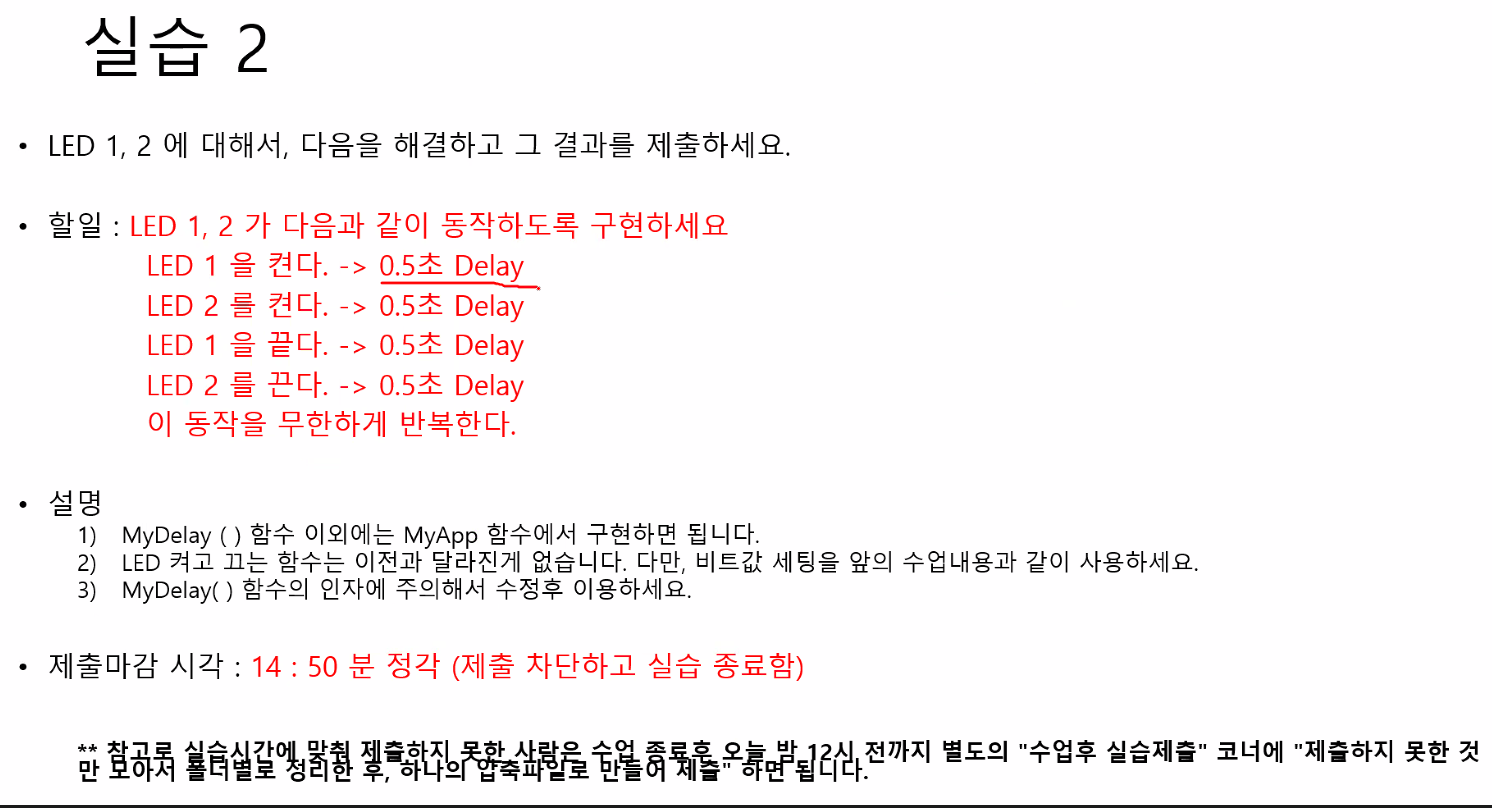 실습 2
• LED 1, 2 에 대해서, 다음을 해결하고 그 결과를 제출하세요.
• 할일 : LED 1, 2 가 다음과 같이 동작하도록 구현하세요
LED 1 을 켠다. -> 0.5초 Delay
LED 2 를 켠다. -> 0.5초 Delay
LED 1 을 끝다. -> 0.5초 Delay
LED 2 를 끈다. -> 0.5초 Delay
이 동작을 무한하게 반복한다.
• 설명
1) MyDelay ( ) 함수 이외에는 MyApp 함수에서 구현하면 됩니다.
2) LED 켜고 끄는 함수는 이전과 달라진게 없습니다. 다만, 비트값 세팅을 앞의 수업내용과 같이 사용하세요.
3) MyDelay( ) 함수의 인자에 주의해서 수정후 이용하세요.
• 제출마감 시각 : 14 : 50 분 정각 (제출 차단하고 실습 종료함)
** 참고로 실습시간에 맞춰 제출하지 못한 사람은 수업 종료후 오늘 밤 12시 전까지 별도의 "수업후 실습제출" 코너에 "제출하지 못한 것
만 모아서 폴더별로 정리한 후, 하나의 압축파일로 만들어 제출" 하면 됩니다.